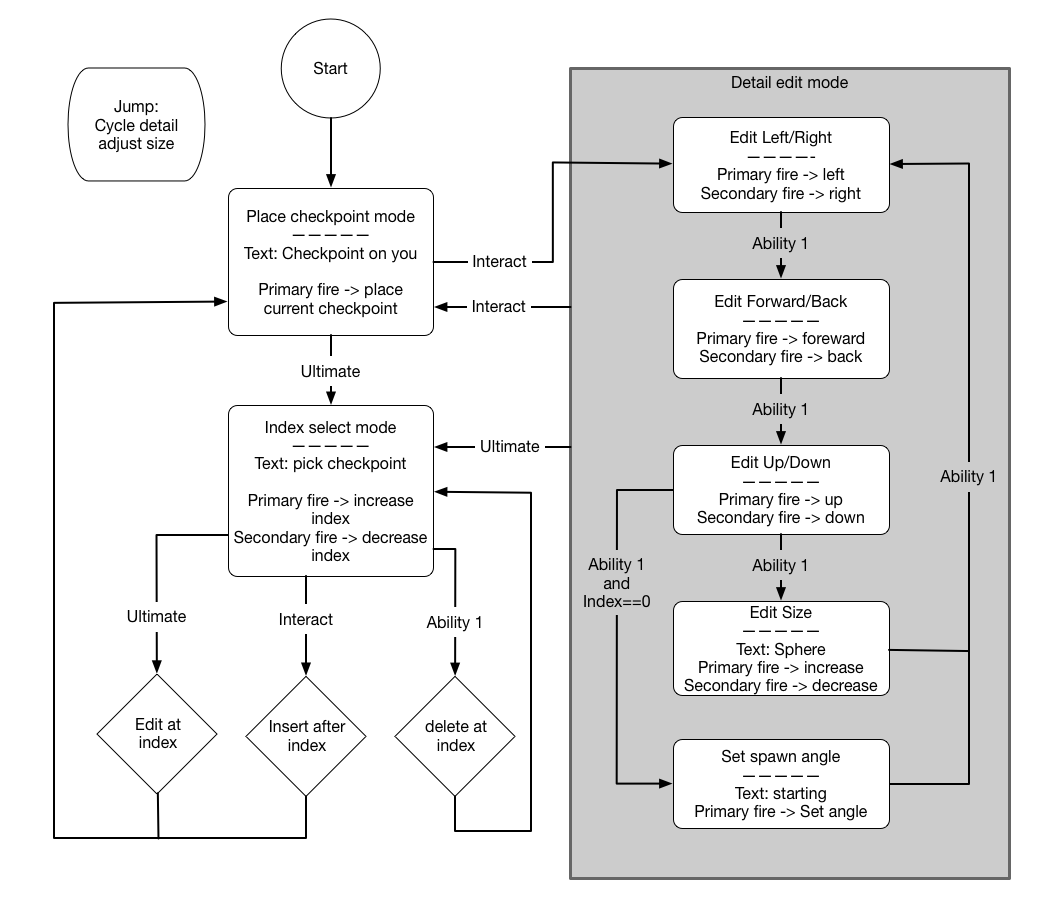 Start
Jump:
Cycle detail
adjust size
Place checkpoint mode
— — — — —
Text: Checkpoint on you
Primary fire -> place
current checkpoint
Interact
Interact
Ultimate
Index select mode
— — — — —
Text: pick checkpoint
Primary fire -> increase
index
Secondary fire -> decrease
index
Ultimate
Ultimate
Interact
Ability 1
Edit at
index
Insert after
index
delete at
index
Detail edit mode
Edit Left/Right
— — — — -
Primary fire -> left
Secondary fire -> right
Ability 1
Edit Forward/Back
— — — — —
Primary fire -> foreward
Secondary fire -> back
Ability 1
Edit Up/Down
— — — — —
Primary fire -> up
Secondary fire -> down
Ability 1
Ability 1
and
Index==0
Ability 1
Edit Size
— — — — —
Text: Sphere
Primary fire -> increase
Secondary fire -> decrease
Set spawn angle
— — — — —
Text: starting
Primary fire -> Set angle